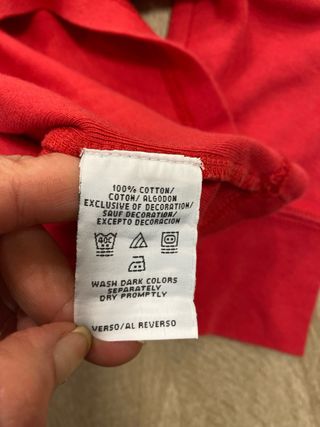 100% COTTON/
COTON/ ALGODON
EXCLUSIVE OF DECORATION/
SAUF DECORATION/
EXCEPTO DECORACION
40C
WASH DARK COLORS
SEPARATELY
DRY PROMPTLY
VERSO/AL REVERSO